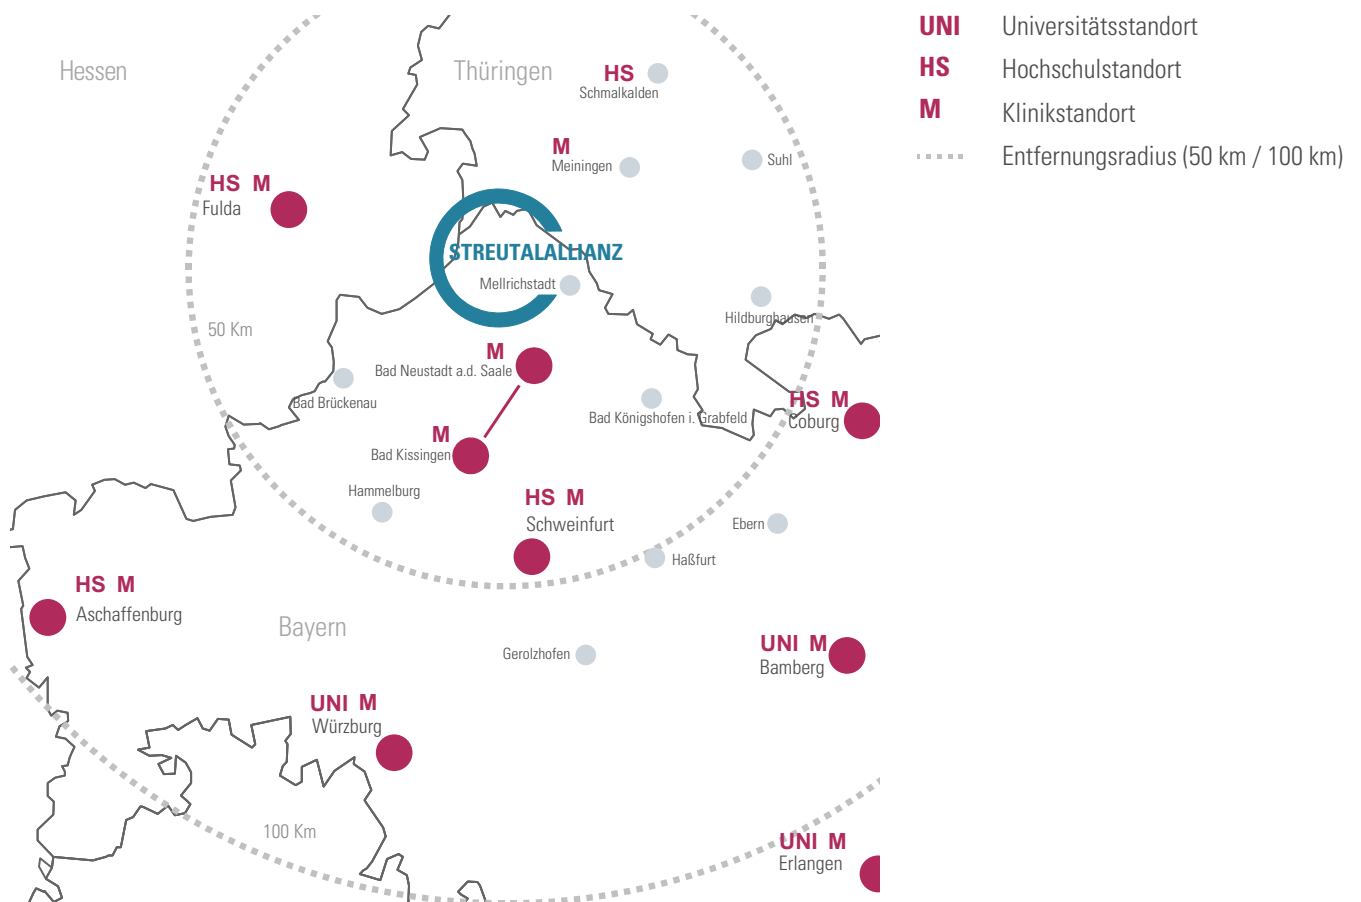 UNI Universitätsstandort
HS Hochschulstandort
M Klinikstandort
Entfernungsradius (50 km / 100 km)
Hessen
Thüringen
HS
Schmalkalden
M
Meiningen
Suhl
HS M
Fulda
STREUTALALLIANZ
Mellrichstadt
Hildburghausen
50 Km
M
Bad Neustadt a.d. Saale
Bad Brückenau
Bad Königshofen i. Grabfeld
HS M
Coburg
M
Bad Kissingen
Hammelburg
HS M
Schweinfurt
Ebern
Haßfurt
HS M
Aschaffenburg
Bayern
Gerolzhofen
UNI M
Bamberg
UNI M
Würzburg
100 Km
UNI M
Erlangen